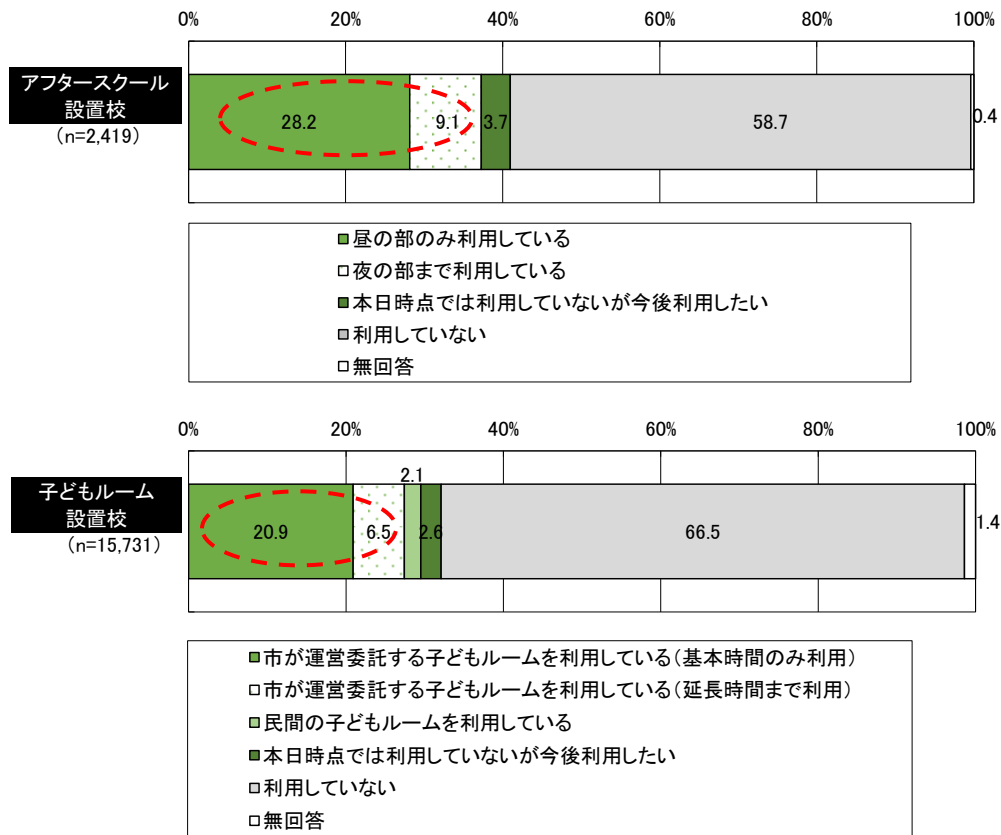 0% 20% 40% 60% 80% 100%
アフタースクール
設置校
(n=2,419)
28.2 9.1 3.7 58.7 0.4
昼の部のみ利用している
夜の部まで利用している
本日時点では利用していないが今後利用したい
利用していない
無回答
0% 20% 40% 60% 80% 100%
2.1
子どもルーム
設置校
(n=15,731)
20.9 6.5 2.6 66.5 1.4
市が運営委託する子どもルームを利用している(基本時間のみ利用)
市が運営委託する子どもルームを利用している(延長時間まで利用)
民間の子どもルームを利用している
本日時点では利用していないが今後利用したい
利用していない
無回答